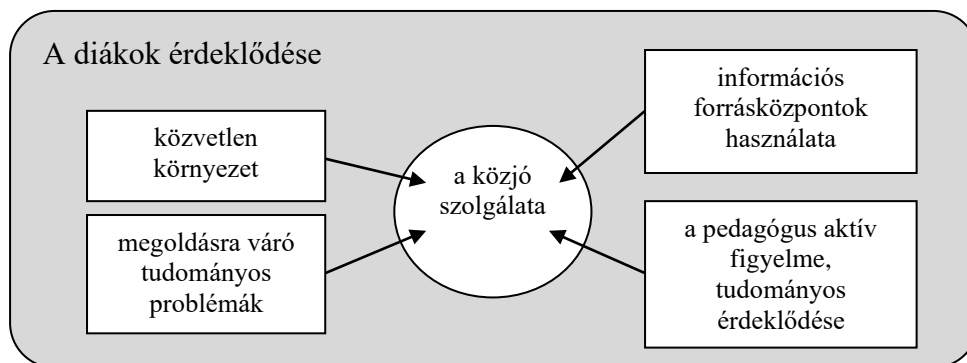 A diákok érdeklődése
közvetlen
környezet
megoldásra váró
tudományos
problémák
a közjó
szolgálata
információs
forrásközpontok
használata
a pedagógus aktív
figyelme,
tudományos
érdeklődése